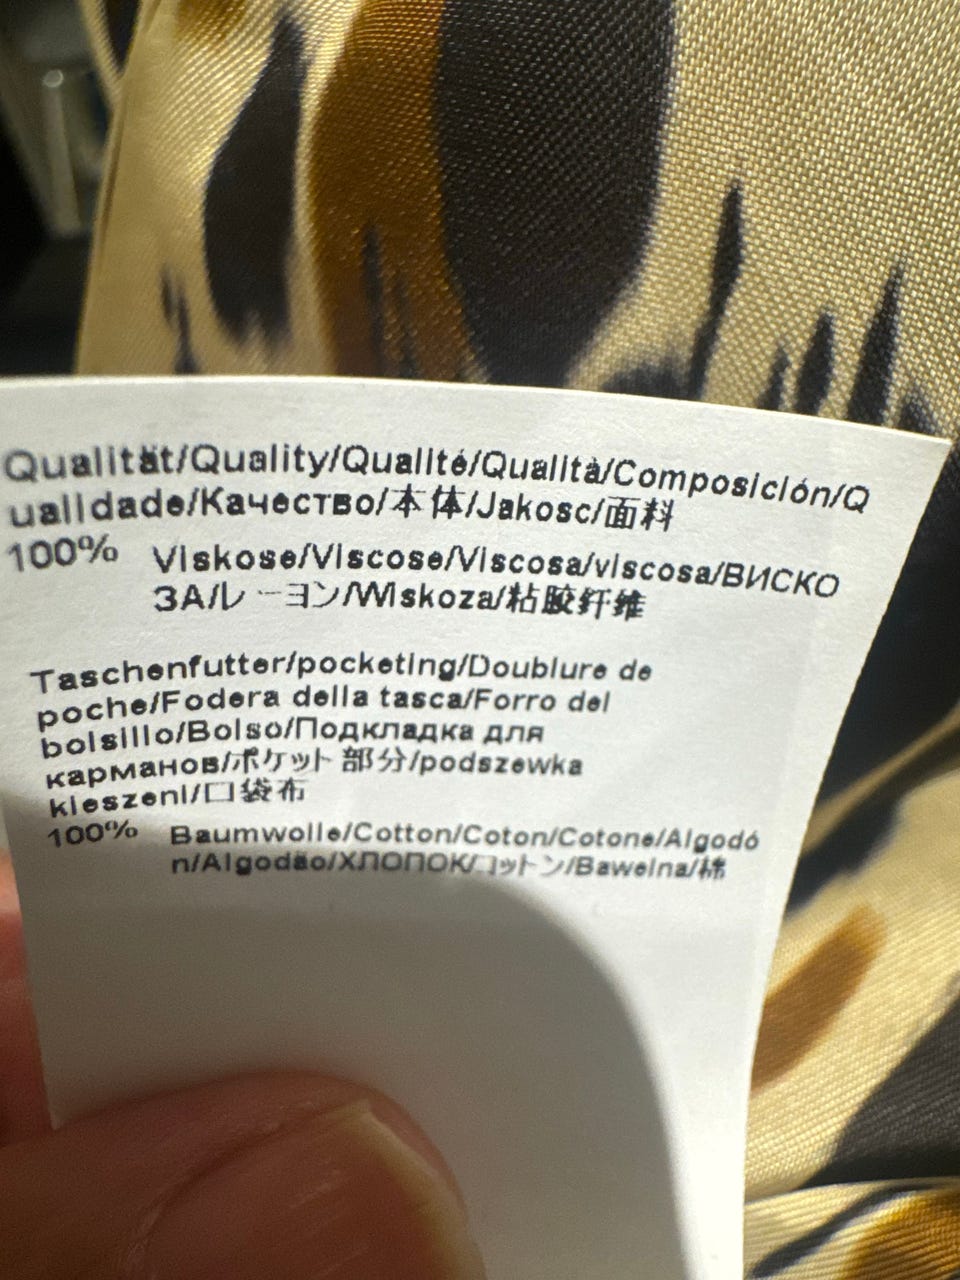 Qualität/Quality/Qualité/Qualità/Composición/Q
ualidade/Качество/本体/Jakosc/面料
100% Viskose/Viscose/Viscosa/viscosa/ВИСКО
ЗА/レーヨン/Wiskoza/粘胶纤维
Taschenfutter/pocketing/Doublure de
poche/Fodera della tasca/Forro del
bolsillo/Bolso/Подкладка для
карманов/ポケット部分/podszewka
kieszeni/口袋布
100% Baumwolle/Cotton/Coton/Cotone/Algodó
n/Algodão/ХЛОПОК/コットン/Bawelna/棉